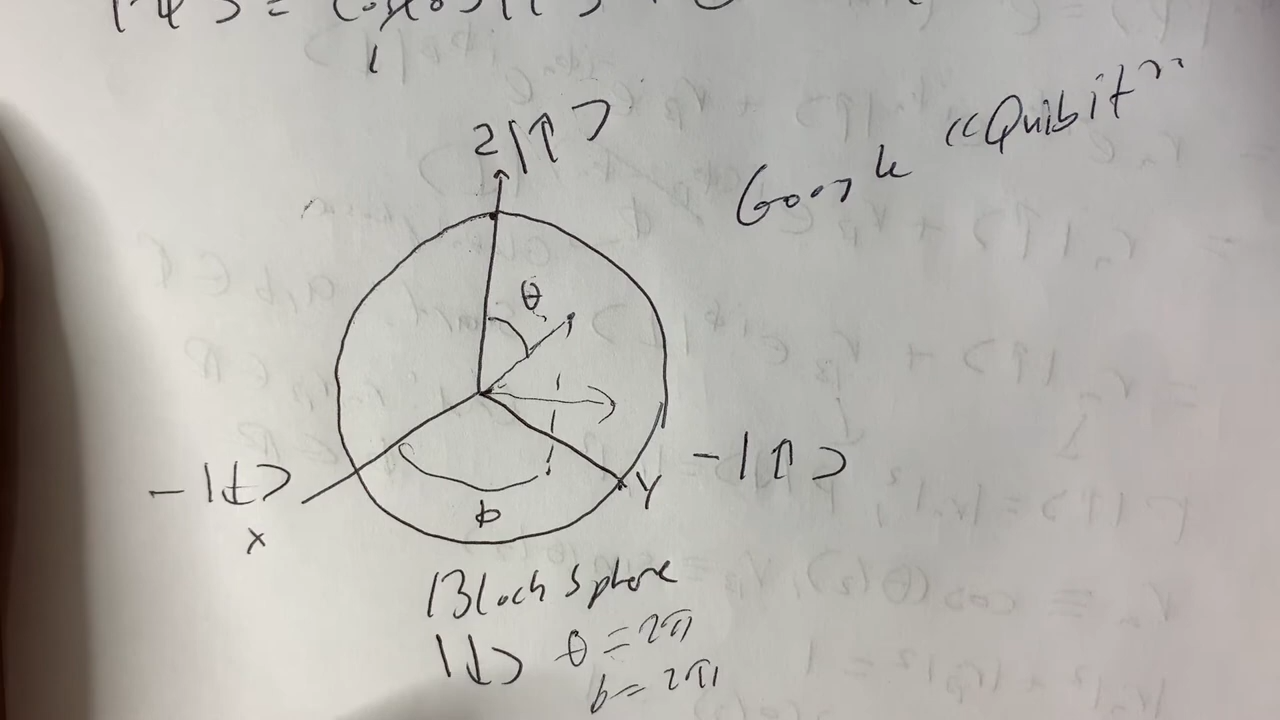 Google "Quibit"
z |↑>
θ
-|↓>
x
y
-|↑>
ϕ
Bloch Sphere
|↓> θ = 2π
ϕ = 2π